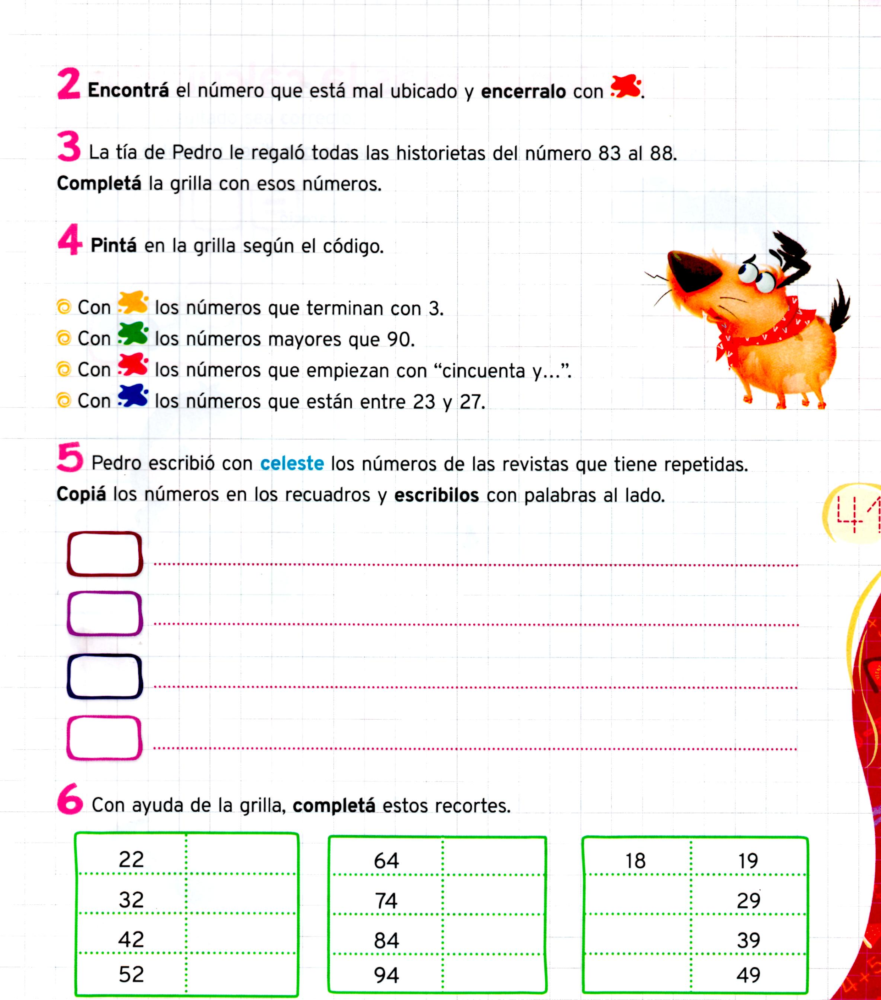 2 Encontrá el número que está mal ubicado y encerralo con .
3 La tía de Pedro le regaló todas las historietas del número 83 al 88.
Completá la grilla con esos números.
4 Pintá en la grilla según el código.
Con los números que terminan con 3.
Con los números mayores que 90.
Con los números que empiezan con “cincuenta y...”.
Con los números que están entre 23 y 27.
5 Pedro escribió con celeste los números de las revistas que tiene repetidas.
Copiá los números en los recuadros y escribilos con palabras al lado.
41
6 Con ayuda de la grilla, completá estos recortes.
22 64 18 19
32 74 29
42 84 39
52 94 49
4×5